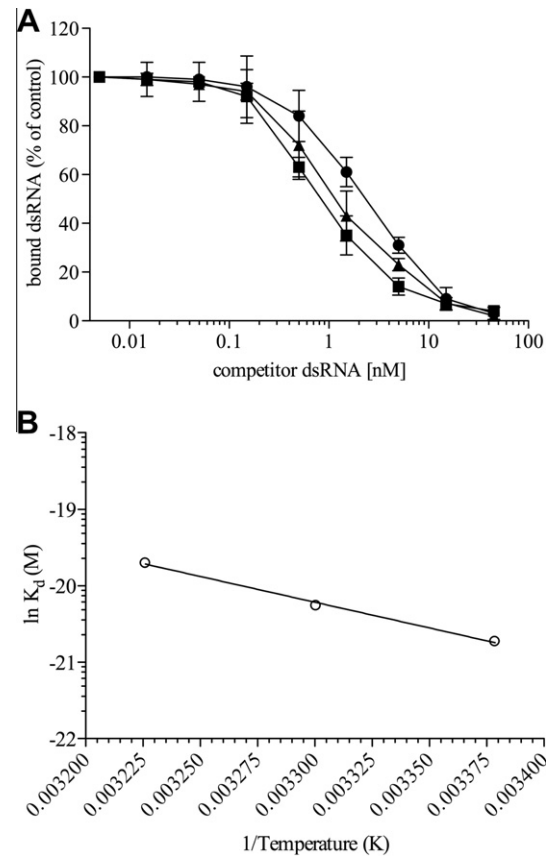 A
120
100
80
60
40
20
0
bound dsRNA (% of control)
0.01 0.1 1 10 100
competitor dsRNA [nM]
B
-18
-19
-20
-21
-22
ln Kd (M)
0.003200 0.003225 0.003250 0.003275 0.003300 0.003325 0.003350 0.003375 0.003400
1/Temperature (K)